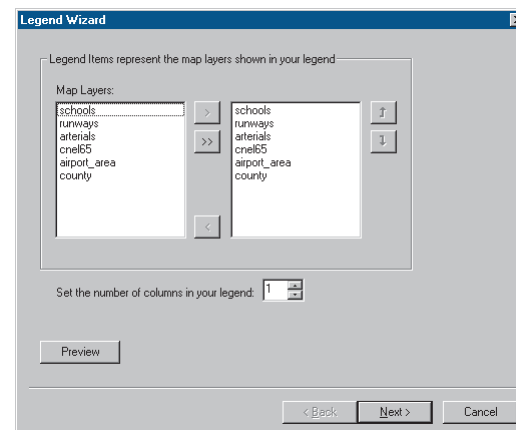 Legend Wizard
Legend Items represent the map layers shown in your legend
Map Layers:
schools
runways
arterials
cnel65
airport_area
county
>
>>
<
schools
runways
arterials
cnel65
airport_area
county
Set the number of columns in your legend: 1
Preview
< Back
Next >
Cancel